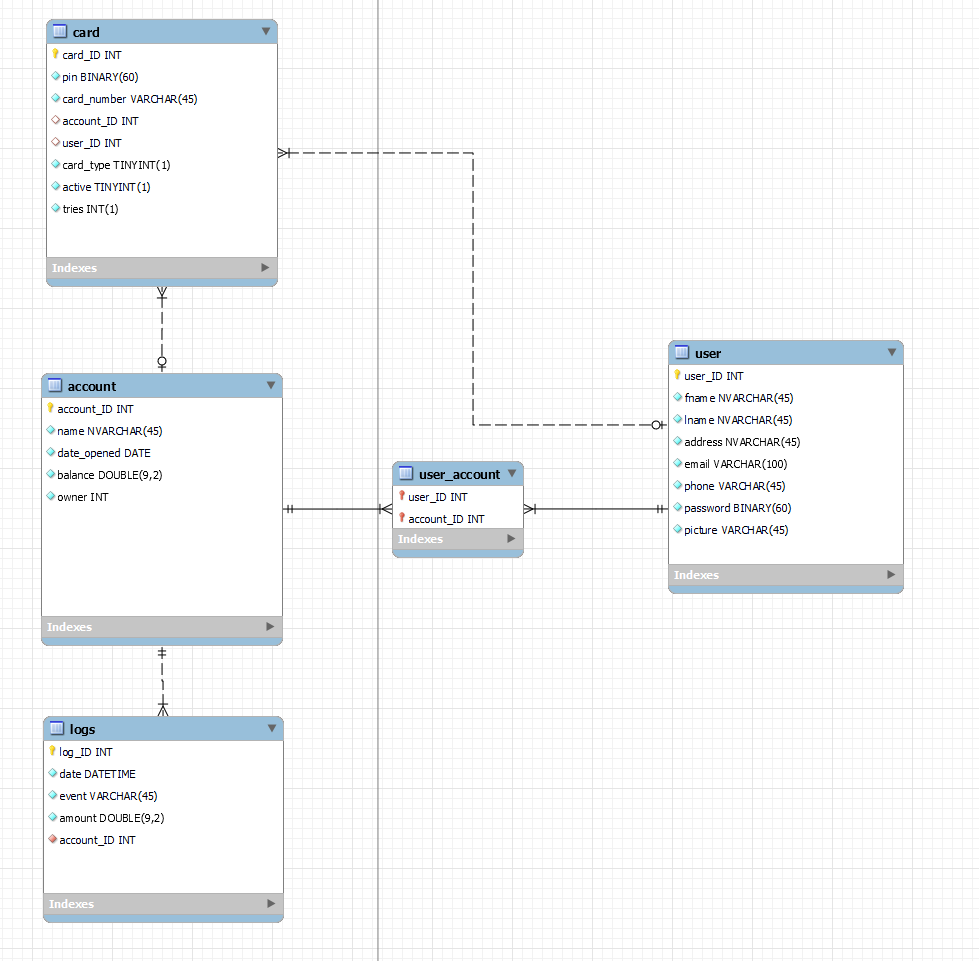 card
card_ID INT
pin BINARY(60)
card_number VARCHAR(45)
account_ID INT
user_ID INT
card_type TINYINT(1)
active TINYINT(1)
tries INT(1)
Indexes
account
account_ID INT
name NVARCHAR(45)
date_opened DATE
balance DOUBLE(9,2)
owner INT
Indexes
user_account
user_ID INT
account_ID INT
Indexes
user
user_ID INT
fname NVARCHAR(45)
lname NVARCHAR(45)
address NVARCHAR(45)
email VARCHAR(100)
phone VARCHAR(45)
password BINARY(60)
picture VARCHAR(45)
Indexes
logs
log_ID INT
date DATETIME
event VARCHAR(45)
amount DOUBLE(9,2)
account_ID INT
Indexes